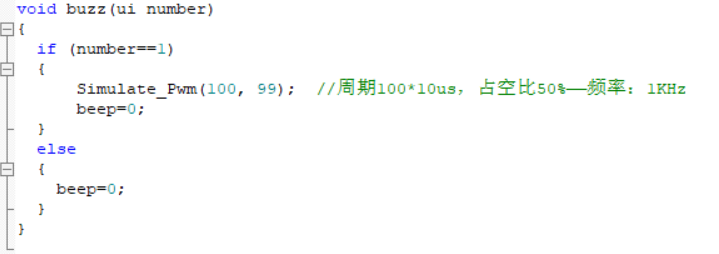 void buzz(ui number)
{
if (number==1)
{
Simulate_Pwm(100, 99); //周期100*10us，占空比50%——频率：1KHz
beep=0;
}
else
{
beep=0;
}
}